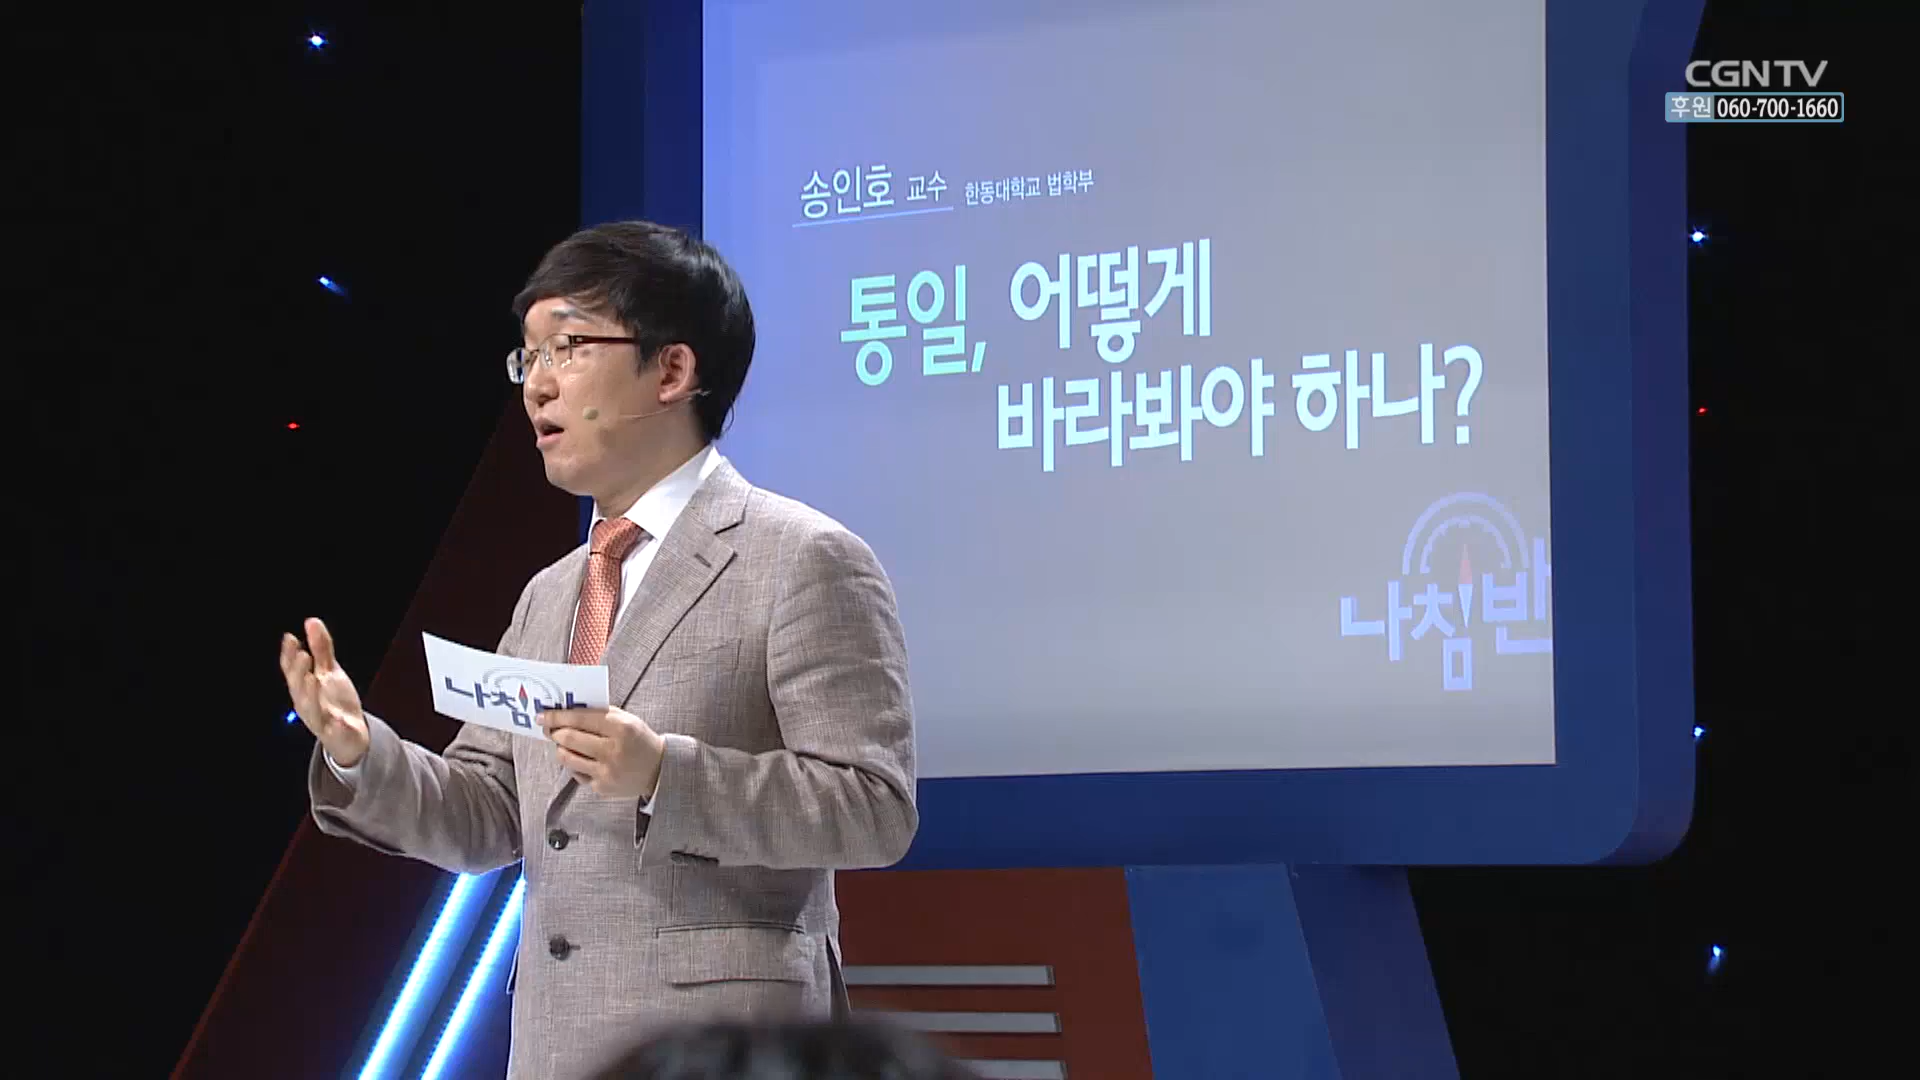 CGNTV
후원 060-700-1660
송인호 교수 한동대학교 법학부
통일, 어떻게
바라봐야 하나?
나침반
나침반